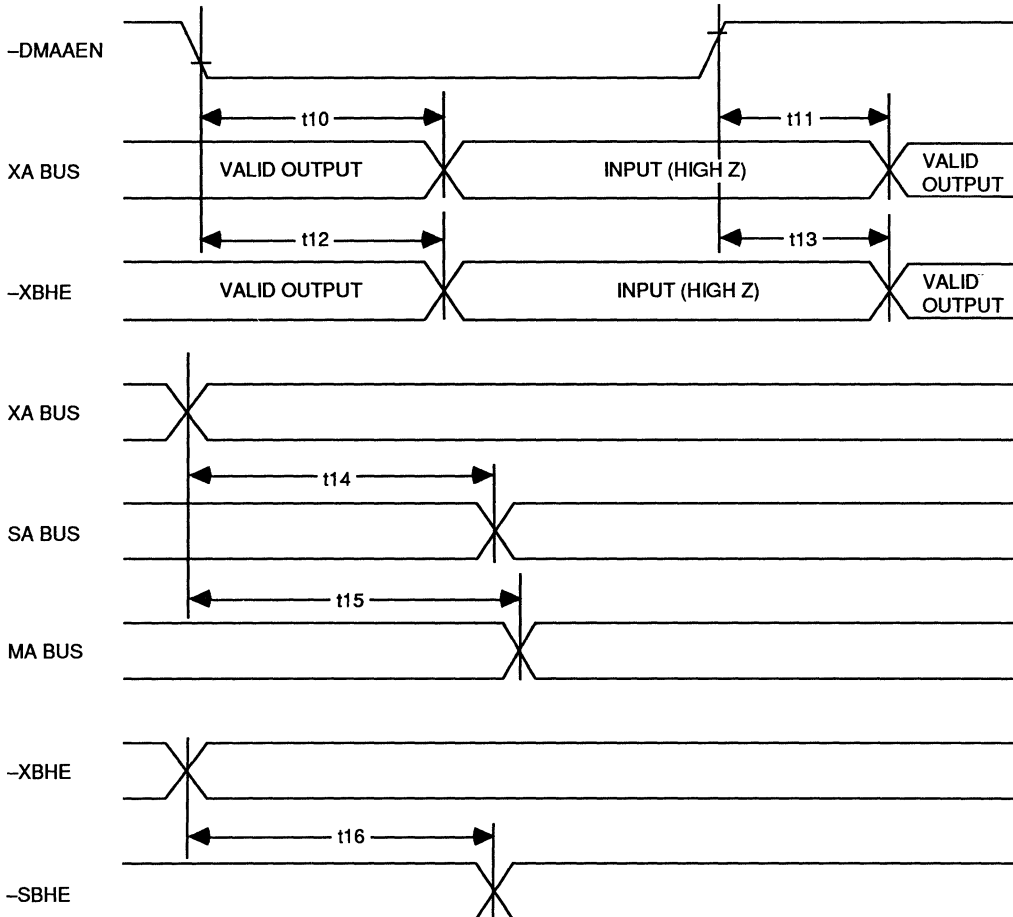 –DMAAEN
t10
t11
XA BUS
VALID OUTPUT
INPUT (HIGH Z)
VALID
OUTPUT
t12
t13
–XBHE
VALID OUTPUT
INPUT (HIGH Z)
VALID
OUTPUT
XA BUS
t14
SA BUS
t15
MA BUS
–XBHE
t16
–SBHE